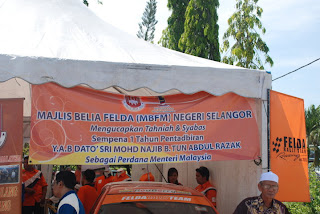 MAJLIS BELIA FELDA (MBFM) NEGERI SELANGOR
Mengucapkan Tahniah & Syabas
Sempena 1 Tahun Pentadbiran
Y.A.B DATO' SRI MOHD NAJIB B. TUN ABDUL RAZAK
Sebagai Perdana Menteri Malaysia
FELDA
FELDA